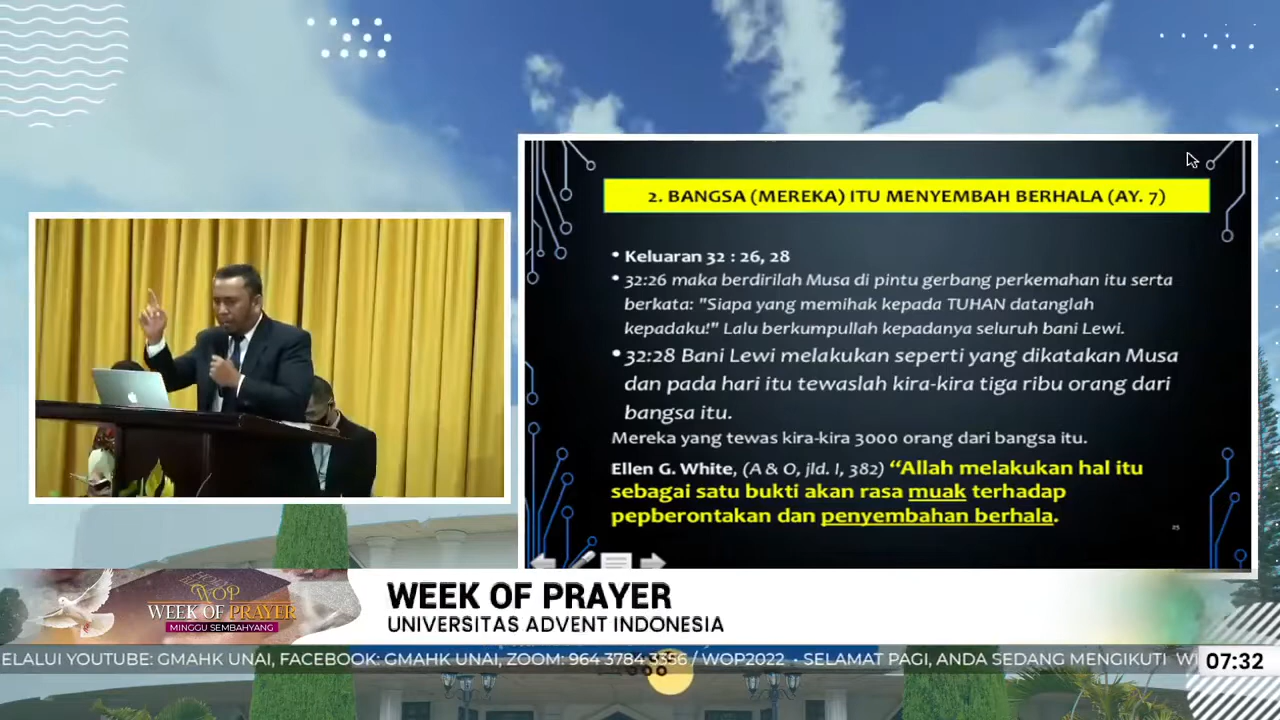 2. BANGSA (MEREKA) ITU MENYEMBAH BERHALA (AY. 7)
• Keluaran 32 : 26, 28
• 32:26 maka berdirilah Musa di pintu gerbang perkemahan itu serta
berkata: "Siapa yang memihak kepada TUHAN datanglah
kepadaku!" Lalu berkumpullah kepadanya seluruh bani Lewi.
• 32:28 Bani Lewi melakukan seperti yang dikatakan Musa
dan pada hari itu tewaslah kira-kira tiga ribu orang dari
bangsa itu.
Mereka yang tewas kira-kira 3000 orang dari bangsa itu.
Ellen G. White, (A & O, jld. I, 382) “Allah melakukan hal itu
sebagai satu bukti akan rasa muak terhadap
pepberontakan dan penyembahan berhala.
WOP
WEEK OF PRAYER
MINGGU SEMBAHYANG
WEEK OF PRAYER
UNIVERSITAS ADVENT INDONESIA
ELALUI YOUTUBE: GMAHK UNAI, FACEBOOK: GMAHK UNAI, ZOOM: 964 3784 3356 / WOP2022 • SELAMAT PAGI, ANDA SEDANG MENGIKUTI WI
07:32